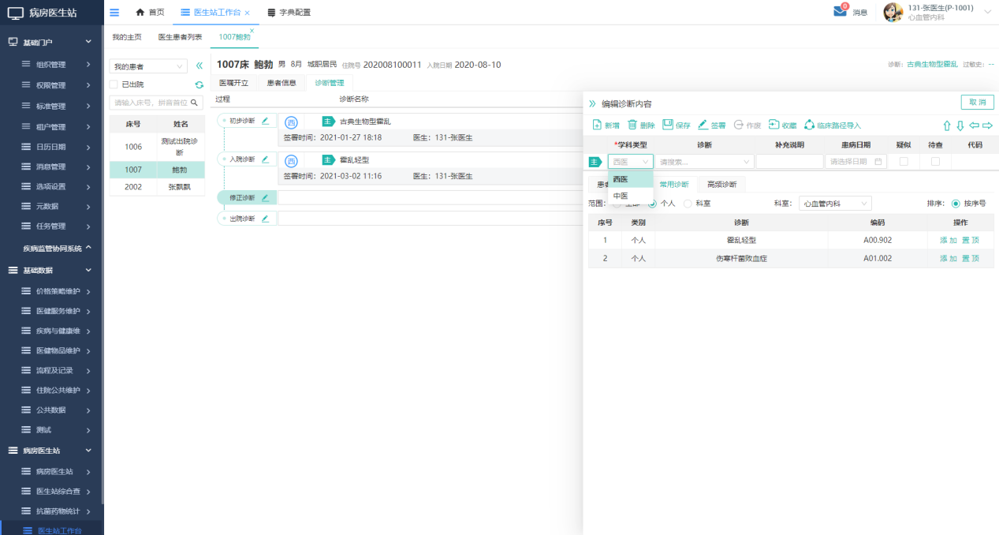 病房医生站
首页
医生站工作台 ×
字典配置
0
消息
131-张医生(P-1001)
心血管内科
基础门户
组织管理
权限管理
标准管理
租户管理
日历日期
消息管理
选项设置
元数据
任务管理
疾病监管协同系统
基础数据
价格策略维护
医健服务维护
疾病与健康维
医健物品维护
流程及记录
住院公共维护
公共数据
测试
病房医生站
病房医生站
医生站综合查
抗菌药物统计
医生站工作台
我的主页
医生患者列表
1007鲍勃 ×
我的患者
已出院
请输入床号，拼音首位
床号 姓名
1006 测试出院诊断
1007 鲍勃
2002 张飘飘
1007床 鲍勃 男 8月 城职居民 住院号 202008100011 入院日期 2020-08-10
诊断: 古典生物型霍乱 过敏史: --
医嘱开立
患者信息
诊断管理
过程 诊断名称
初步诊断 西 主 古典生物型霍乱
签署时间：2021-01-27 18:18 医生：131-张医生
入院诊断 西 主 霍乱轻型
签署时间：2021-03-02 11:16 医生：131-张医生
修正诊断
出院诊断
编辑诊断内容
取 消
新增 删除 保存 签署 作废 收藏 临床路径导入
*学科类型 诊断 补充说明 患病日期 疑似 待查 代码
主 西医 请搜索... 请选择日期
西医
中医
患者
常用诊断
高频诊断
范围: 全部 个人 科室 科室: 心血管内科 排序: 按序号
序号 类别 诊断 编码 操作
1 个人 霍乱轻型 A00.902 添加 置顶
2 个人 伤寒杆菌败血症 A01.002 添加 置顶